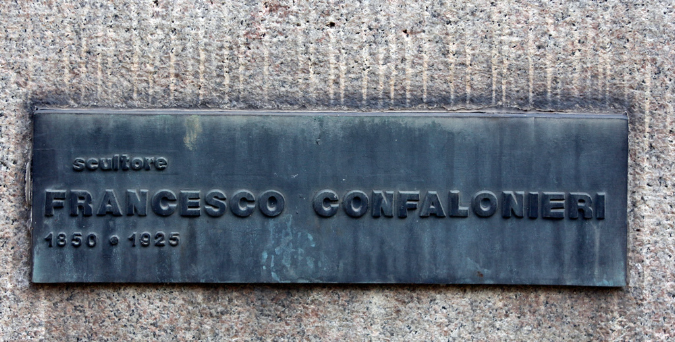 scultore
FRANCESCO CONFALONIERI
1850 • 1925